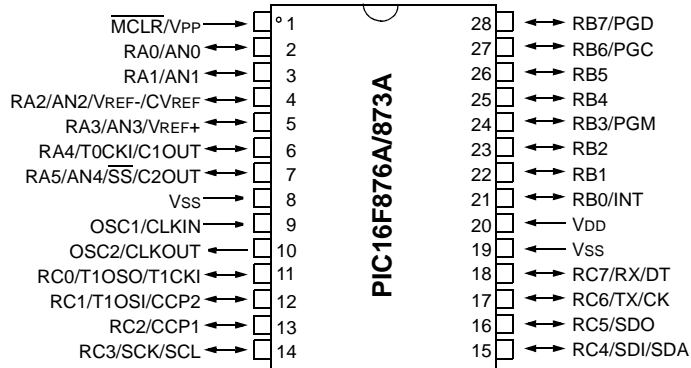 MCLR/VPP 1 28 RB7/PGD
RA0/AN0 2 27 RB6/PGC
RA1/AN1 3 26 RB5
RA2/AN2/VREF-/CVREF 4 25 RB4
RA3/AN3/VREF+ 5 24 RB3/PGM
RA4/T0CKI/C1OUT 6 23 RB2
RA5/AN4/SS/C2OUT 7 22 RB1
VSS 8 21 RB0/INT
OSC1/CLKIN 9 20 VDD
OSC2/CLKOUT 10 19 VSS
RC0/T1OSO/T1CKI 11 18 RC7/RX/DT
RC1/T1OSI/CCP2 12 17 RC6/TX/CK
RC2/CCP1 13 16 RC5/SDO
RC3/SCK/SCL 14 15 RC4/SDI/SDA
PIC16F876A/873A